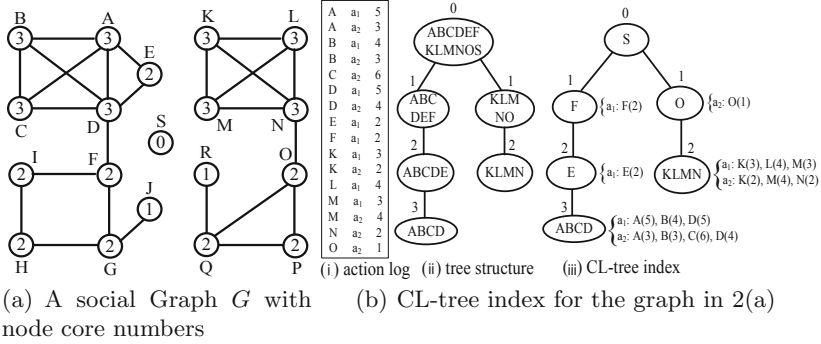 B A K L
3 3 3 3
E
2
3 3 3 3
C D S M N
0
I F R O
2 2 1 2
J
1
2 2 2 2
H G Q P
A a₁ 5
A a₂ 3
B a₁ 4
B a₂ 3
C a₂ 6
D a₁ 5
D a₂ 4
E a₁ 2
F a₁ 2
K a₁ 3
K a₂ 2
L a₁ 4
M a₁ 3
M a₂ 4
N a₂ 2
O a₂ 1
(i) action log
0
ABCDEF
KLMNOS
1 1
ABC
DEF
KLM
NO
2 2
ABCDE KLMN
3
ABCD
(ii) tree structure
0
S
1 1
F {a₁: F(2)
O {a₂: O(1)
2 2
E {a₁: E(2)
KLMN {a₁: K(3), L(4), M(3)
a₂: K(2), M(4), N(2)
3
ABCD {a₁: A(5), B(4), D(5)
a₂: A(3), B(3), C(6), D(4)
(iii) CL-tree index
(a) A social Graph G with
node core numbers
(b) CL-tree index for the graph in 2(a)